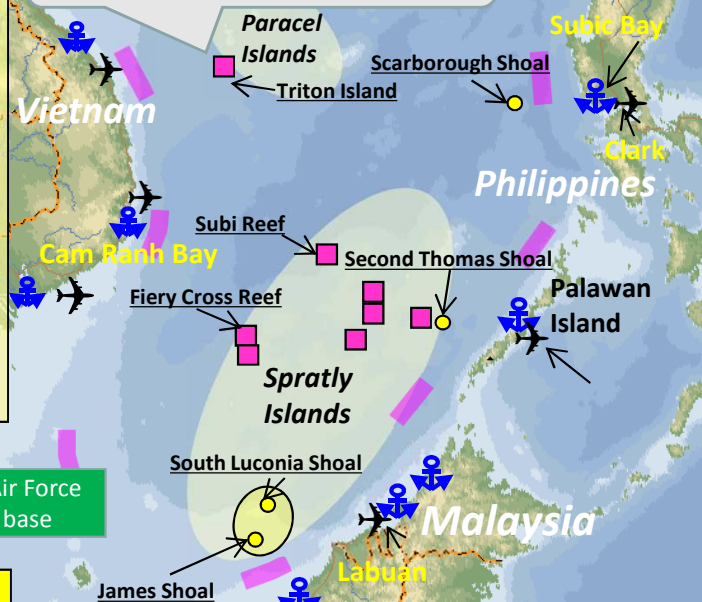 Paracel
Islands
Subic Bay
Scarborough Shoal
Triton Island
Vietnam
Clark
Philippines
Subi Reef
Cam Ranh Bay
Second Thomas Shoal
Fiery Cross Reef
Palawan
Island
Spratly
Islands
South Luconia Shoal
ir Force
base
Malaysia
Labuan
James Shoal